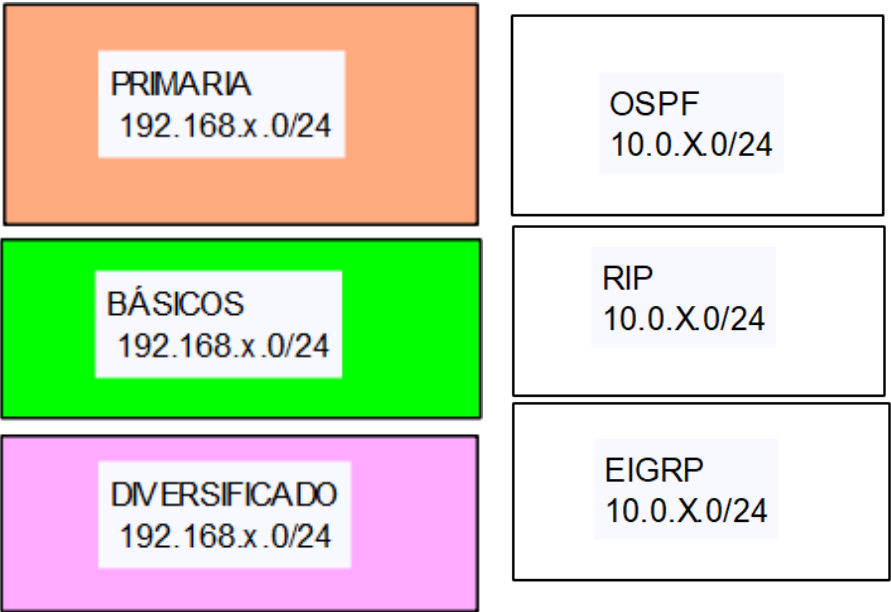 PRIMARIA
192.168.x.0/24
BÁSICOS
192.168.x.0/24
DIVERSIFICADO
192.168.x.0/24
OSPF
10.0.X.0/24
RIP
10.0.X.0/24
EIGRP
10.0.X.0/24